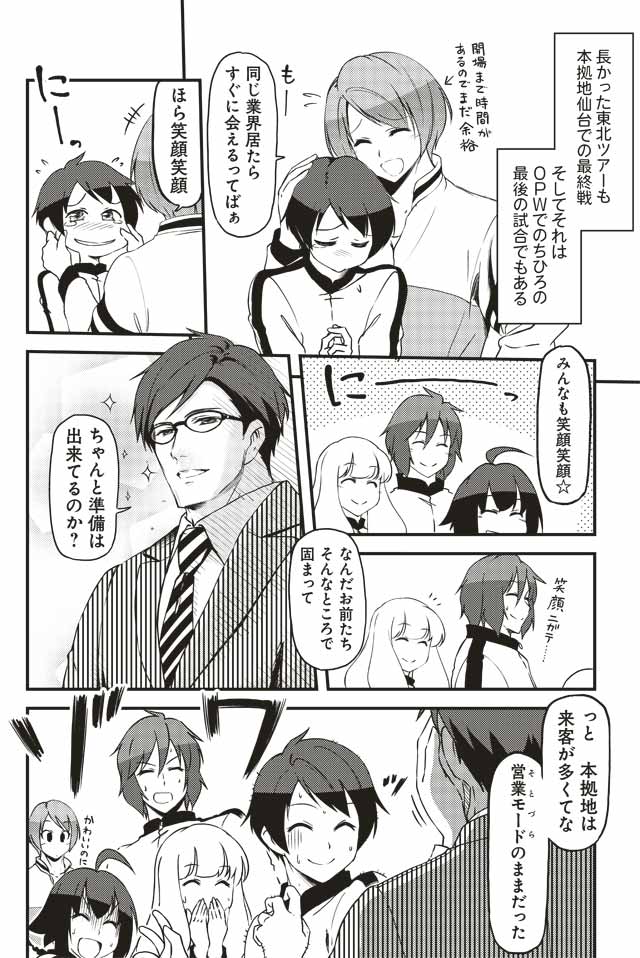 長かった東北ツアーも
本拠地仙台での最終戦
そしてそれは
OPWでのちひろの
最後の試合でもある
開場まで時間が
あるのでまだ余裕
もー
同じ業界居たら
すぐに会えるってばぁ
ほら笑顔笑顔
にーっ
みんなも笑顔笑顔☆
にーっ
笑顔、ニガテ…
なんだお前たち
そんなところで
固まって
ちゃんと準備は
出来てるのか?
っと 本拠地は
来客が多くてな
営業モードのままだった
そとづら
かわいいのに